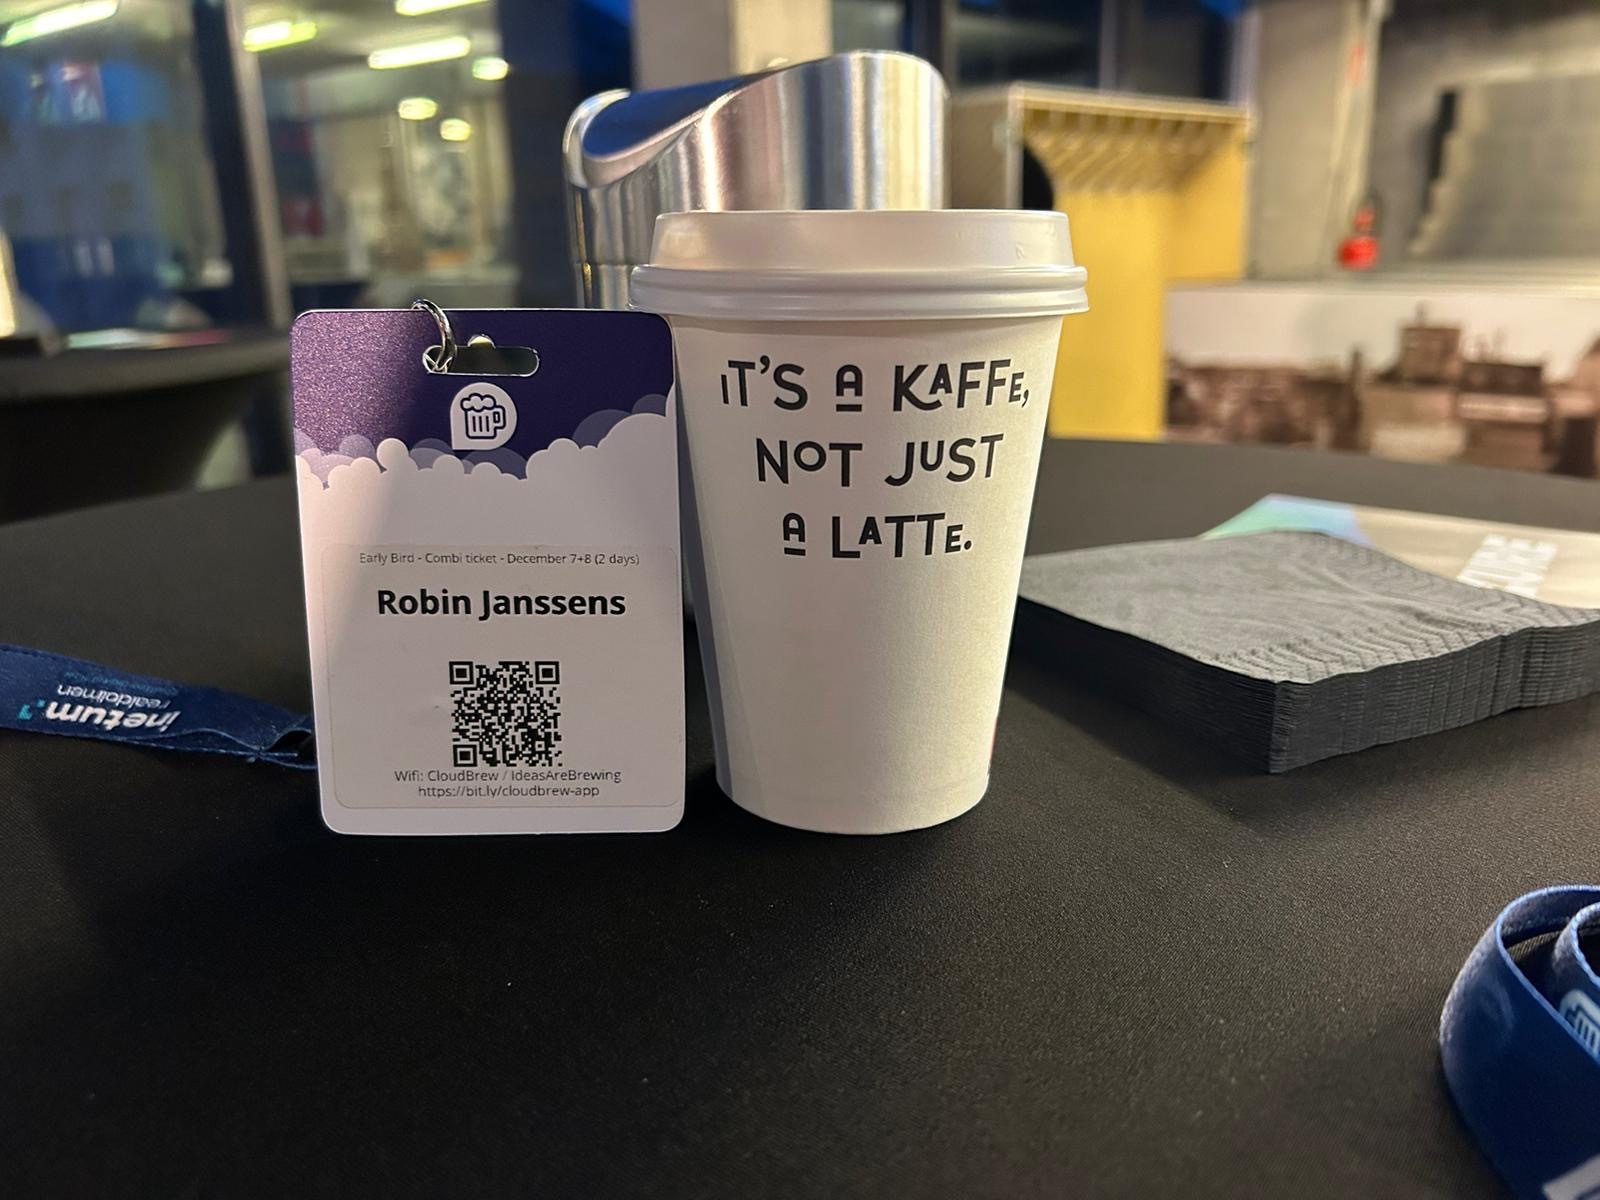 Early Bird - Combi ticket - December 7+8 (2 days)
Robin Janssens
Wifi: CloudBrew / IdeasAreBrewing
https://bit.ly/cloudbrew-app
IT'S A KAFFE,
NOT JUST
A LATTE.
inetum.
realdolmen